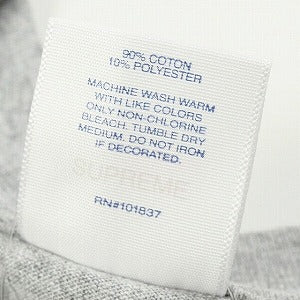 90% COTON
10% POLYESTER
MACHINE WASH WARM
WITH LIKE COLORS
ONLY NON-CHLORINE
BLEACH. TUMBLE DRY
MEDIUM. DO NOT IRON
IF DECORATED.
RN#101837